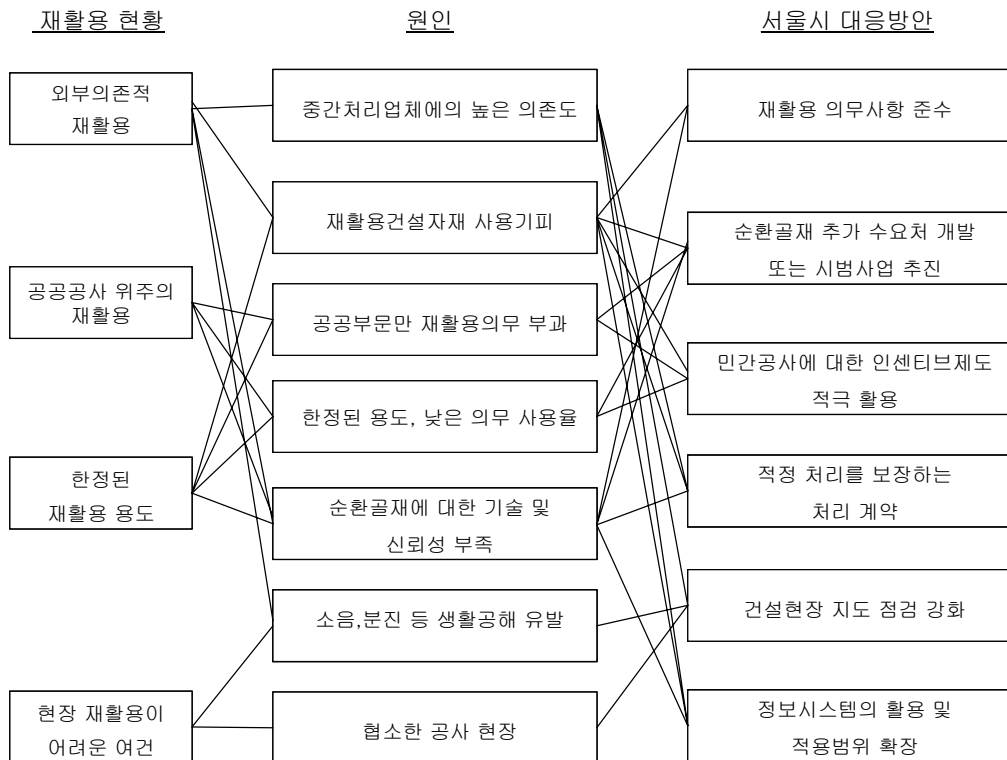 재활용 현황
원인
서울시 대응방안
외부의존적
재활용
공공공사 위주의
재활용
한정된
재활용 용도
현장 재활용이
어려운 여건
중간처리업체에의 높은 의존도
재활용건설자재 사용기피
공공부문만 재활용의무 부과
한정된 용도, 낮은 의무 사용율
순환골재에 대한 기술 및
신뢰성 부족
소음,분진 등 생활공해 유발
협소한 공사 현장
재활용 의무사항 준수
순환골재 추가 수요처 개발
또는 시범사업 추진
민간공사에 대한 인센티브제도
적극 활용
적정 처리를 보장하는
처리 계약
건설현장 지도 점검 강화
정보시스템의 활용 및
적용범위 확장